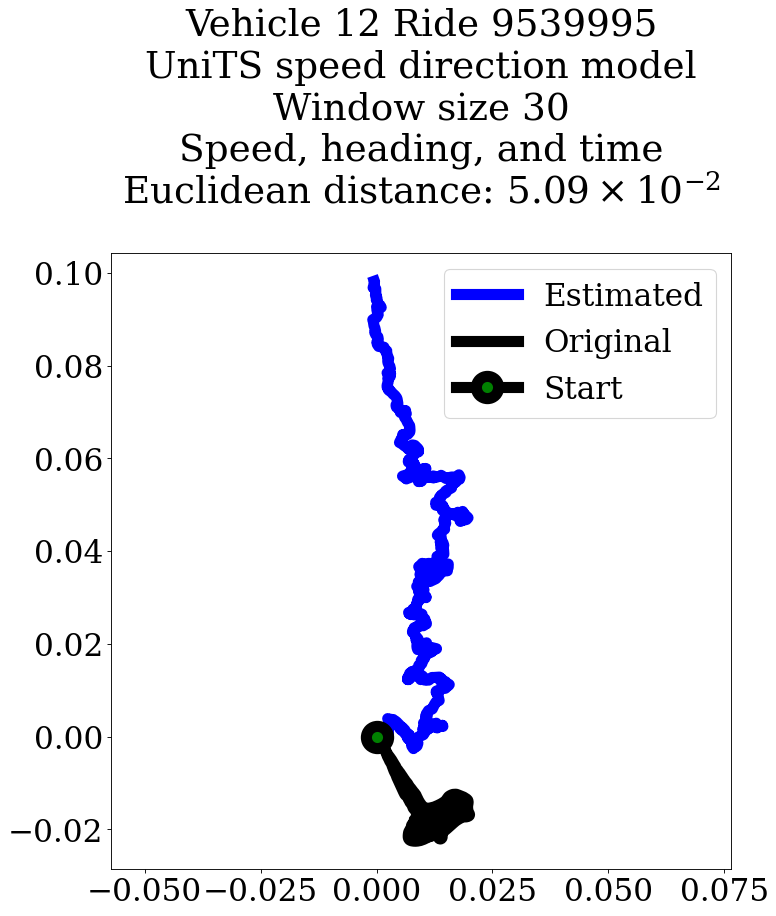 Vehicle 12 Ride 9539995
UniTS speed direction model
Window size 30
Speed, heading, and time
Euclidean distance: 5.09 × 10⁻²
0.10
Estimated
Original
0.08
Start
0.06
0.04
0.02
0.00
−0.02
−0.050 −0.025 0.000 0.025 0.050 0.075